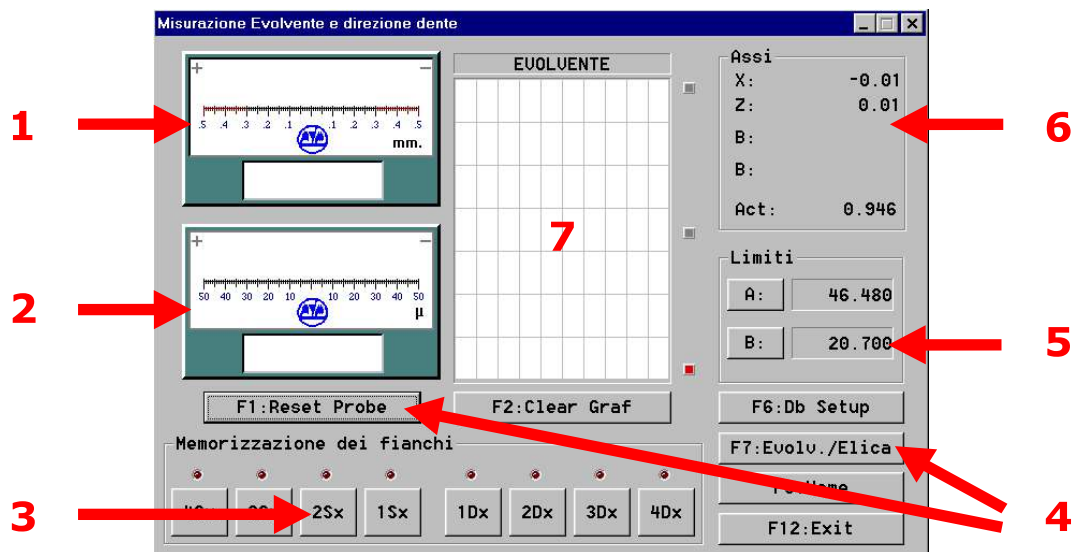 Misurazione Evolvente e direzione dente
1
+ −
.5 .4 .3 .2 .1 .1 .2 .3 .4 .5
mm.
2
+ −
50 40 30 20 10 10 20 30 40 50
µ
EVOLVENTE
7
Assi
X: -0.01
Z: 0.01
B:
B:
Act: 0.946
6
Limiti
A: 46.480
B: 20.700
5
F1:Reset Probe
F2:Clear Graf
F6:Db Setup
F7:Evolv./Elica
F12:Exit
4
Memorizzazione dei fianchi
3
2Sx 1Sx 1Dx 2Dx 3Dx 4Dx